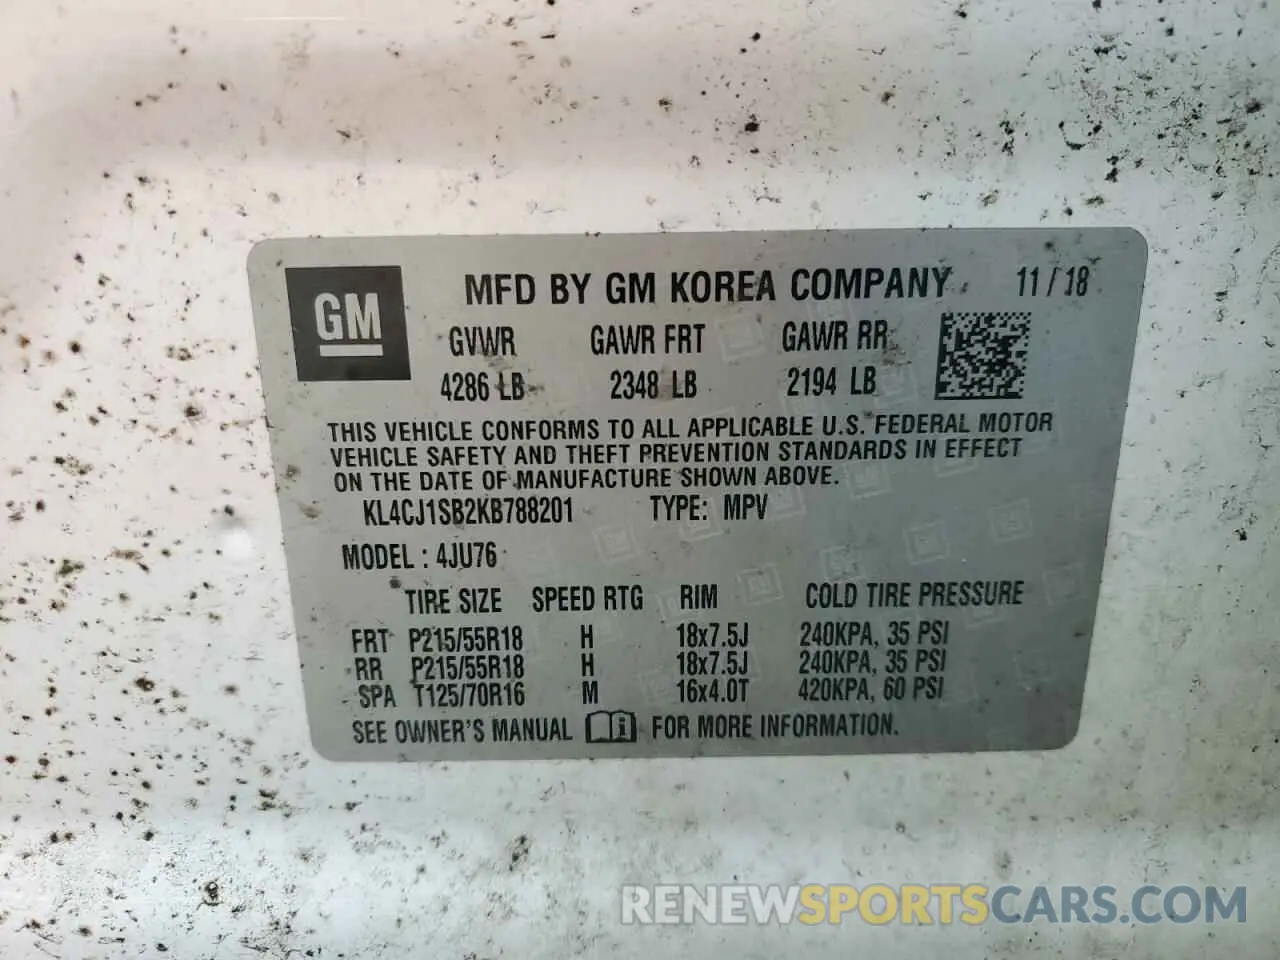 GM
MFD BY GM KOREA COMPANY 11/18
GVWR GAWR FRT GAWR RR
4286 LB 2348 LB 2194 LB
THIS VEHICLE CONFORMS TO ALL APPLICABLE U.S. FEDERAL MOTOR
VEHICLE SAFETY AND THEFT PREVENTION STANDARDS IN EFFECT
ON THE DATE OF MANUFACTURE SHOWN ABOVE.
KL4CJ1SB2KB788201 TYPE: MPV
MODEL : 4JU76
TIRE SIZE SPEED RTG RIM COLD TIRE PRESSURE
FRT P215/55R18 H 18x7.5J 240KPA, 35 PSI
RR P215/55R18 H 18x7.5J 240KPA, 35 PSI
SPA T125/70R16 M 16x4.0T 420KPA, 60 PSI
SEE OWNER'S MANUAL FOR MORE INFORMATION.
RENEWSPORTSCARS.COM